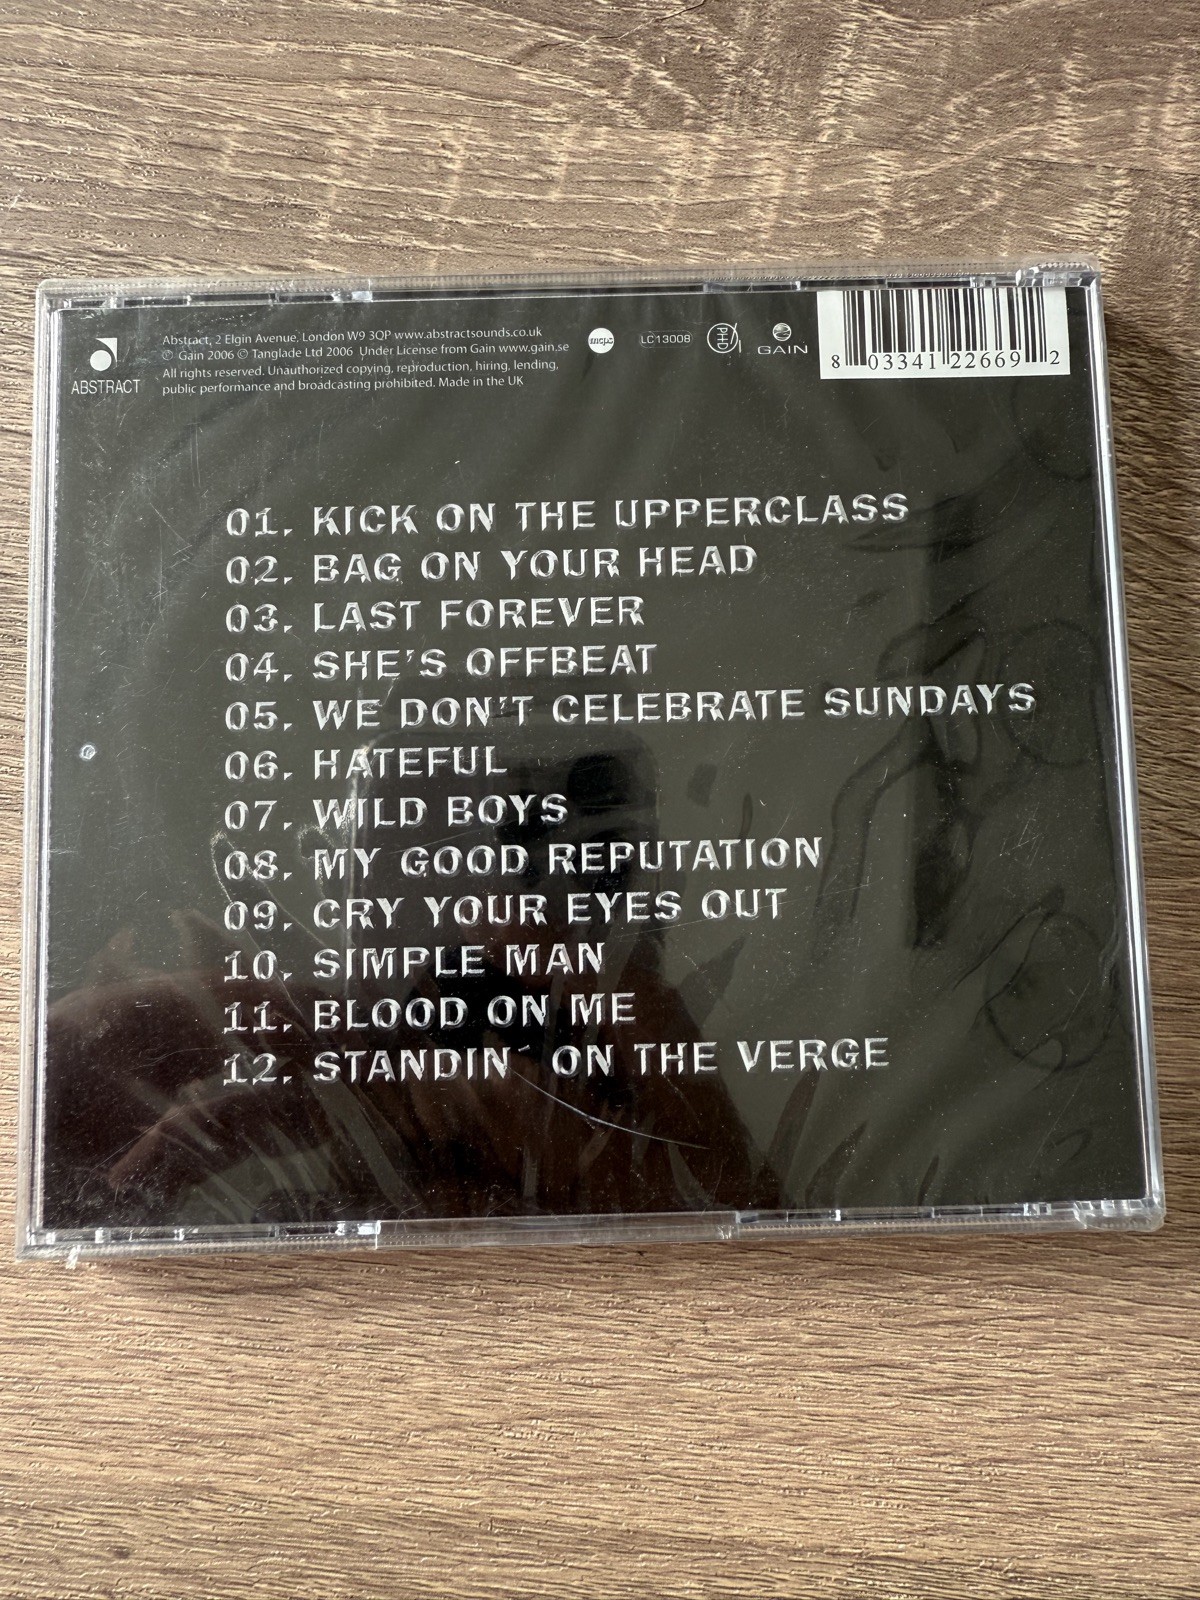 ABSTRACT
Abstract, 2 Elgin Avenue, London W9 3QP www.abstractsounds.co.uk
℗ Gain 2006 © Tanglade Ltd 2006 Under License from Gain www.gain.se
All rights reserved. Unauthorized copying, reproduction, hiring, lending,
public performance and broadcasting prohibited. Made in the UK
mcps
LC13008
GAIN
8 03341 22669 2
01. KICK ON THE UPPERCLASS
02. BAG ON YOUR HEAD
03. LAST FOREVER
04. SHE'S OFFBEAT
05. WE DON'T CELEBRATE SUNDAYS
06. HATEFUL
07. WILD BOYS
08. MY GOOD REPUTATION
09. CRY YOUR EYES OUT
10. SIMPLE MAN
11. BLOOD ON ME
12. STANDIN´ ON THE VERGE